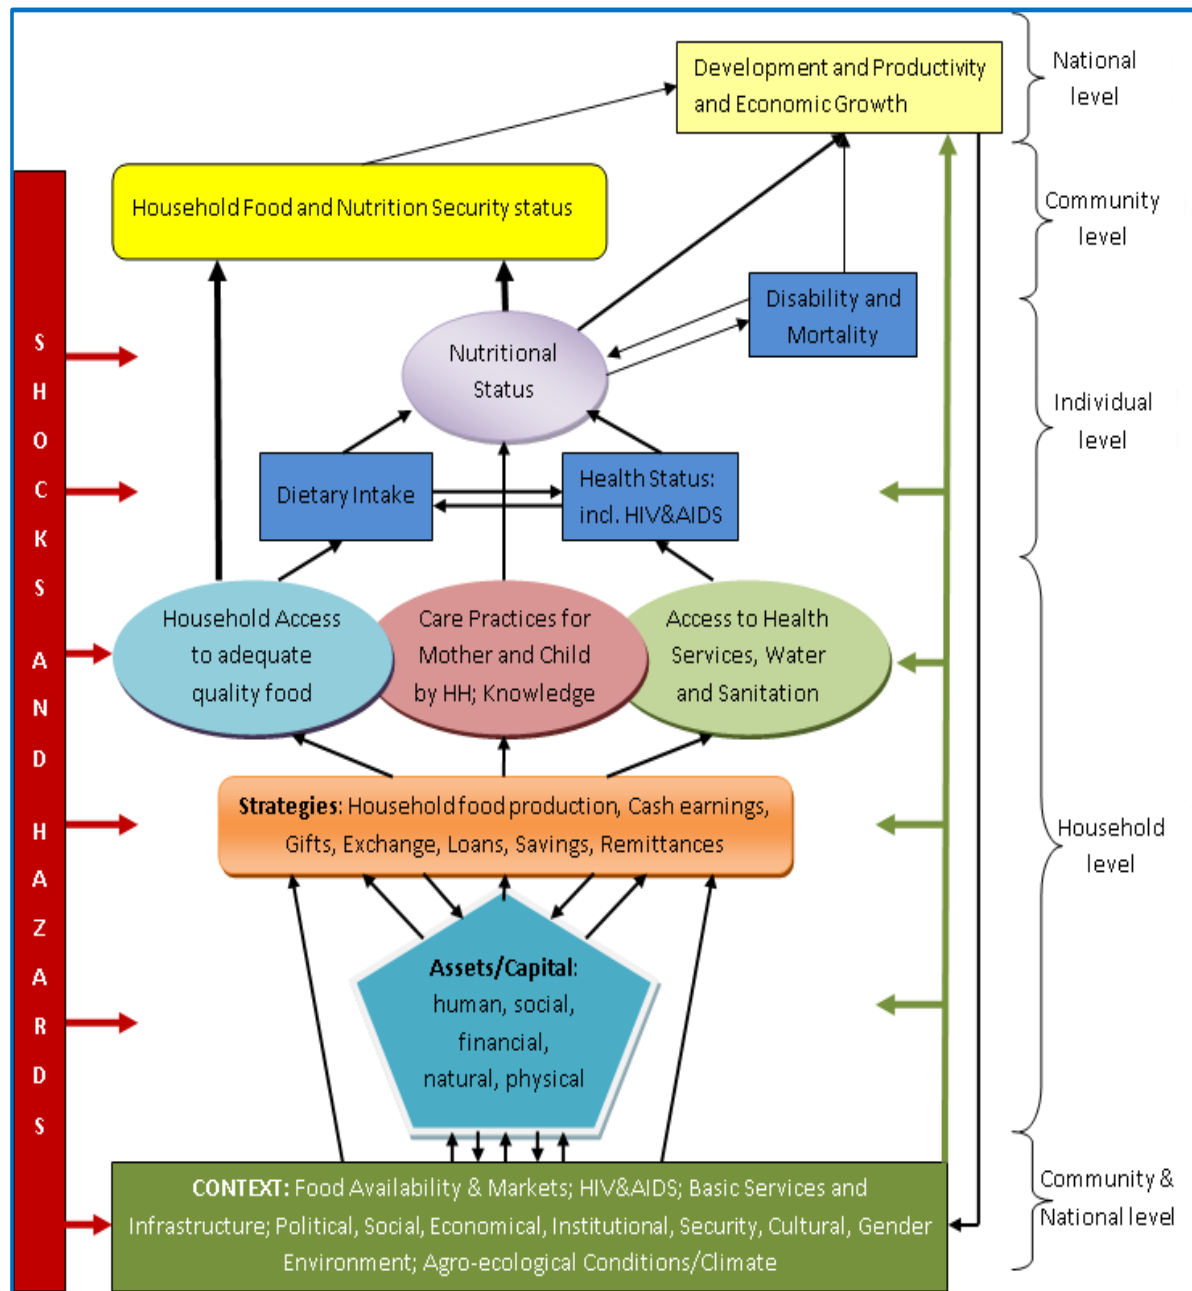 Development and Productivity
and Economic Growth
National
level
Household Food and Nutrition Security status
Community
level
Disability and
Mortality
Nutritional
Status
Individual
level
Dietary Intake
Health Status:
incl. HIV&AIDS
Household Access
to adequate
quality food
Care Practices for
Mother and Child
by HH; Knowledge
Access to Health
Services, Water
and Sanitation
Strategies: Household food production, Cash earnings,
Gifts, Exchange, Loans, Savings, Remittances
Household
level
Assets/Capital:
human, social,
financial,
natural, physical
CONTEXT: Food Availability & Markets; HIV&AIDS; Basic Services and
Infrastructure; Political, Social, Economical, Institutional, Security, Cultural, Gender
Environment; Agro-ecological Conditions/Climate
Community &
National level
SHOCKS AND HAZARDS